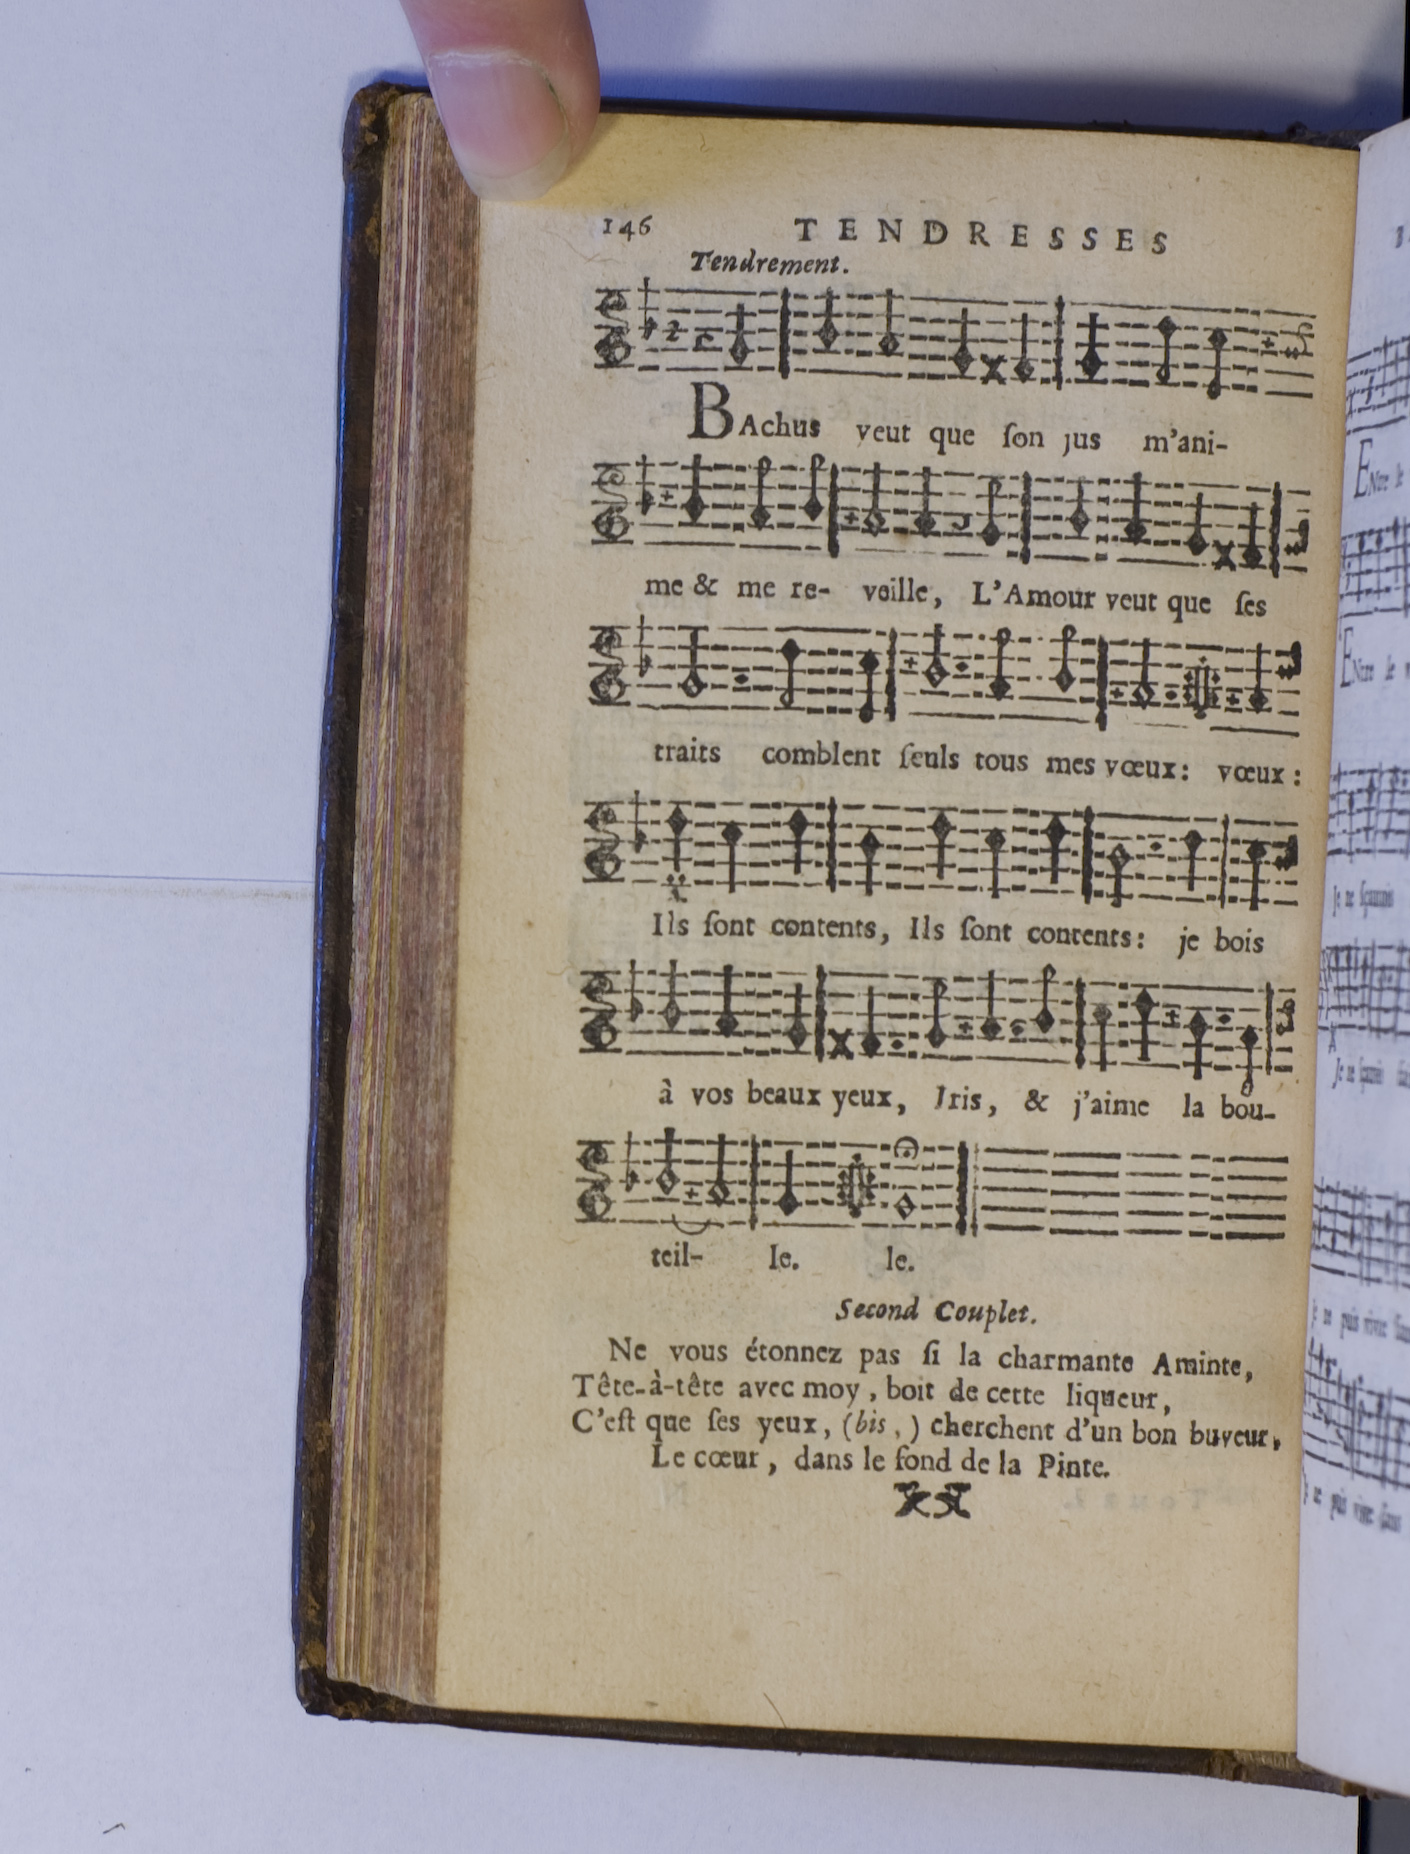 146 TENDRESSES
Tendrement.
BAchus veut que ſon jus m'ani-
me & me re- veille, L'Amour veut que ſes
traits comblent ſeuls tous mes vœux: vœux:
Ils ſont contents, Ils ſont contents: je bois
à vos beaux yeux, Iris, & j'aime la bou-
teil- le. le.
Second Couplet.
Ne vous étonnez pas ſi la charmante Aminte,
Tête-à-tête avec moy, boit de cette liqueur,
C'eſt que ſes yeux, (bis,) cherchent d'un bon buveur,
Le cœur, dans le fond de la Pinte.